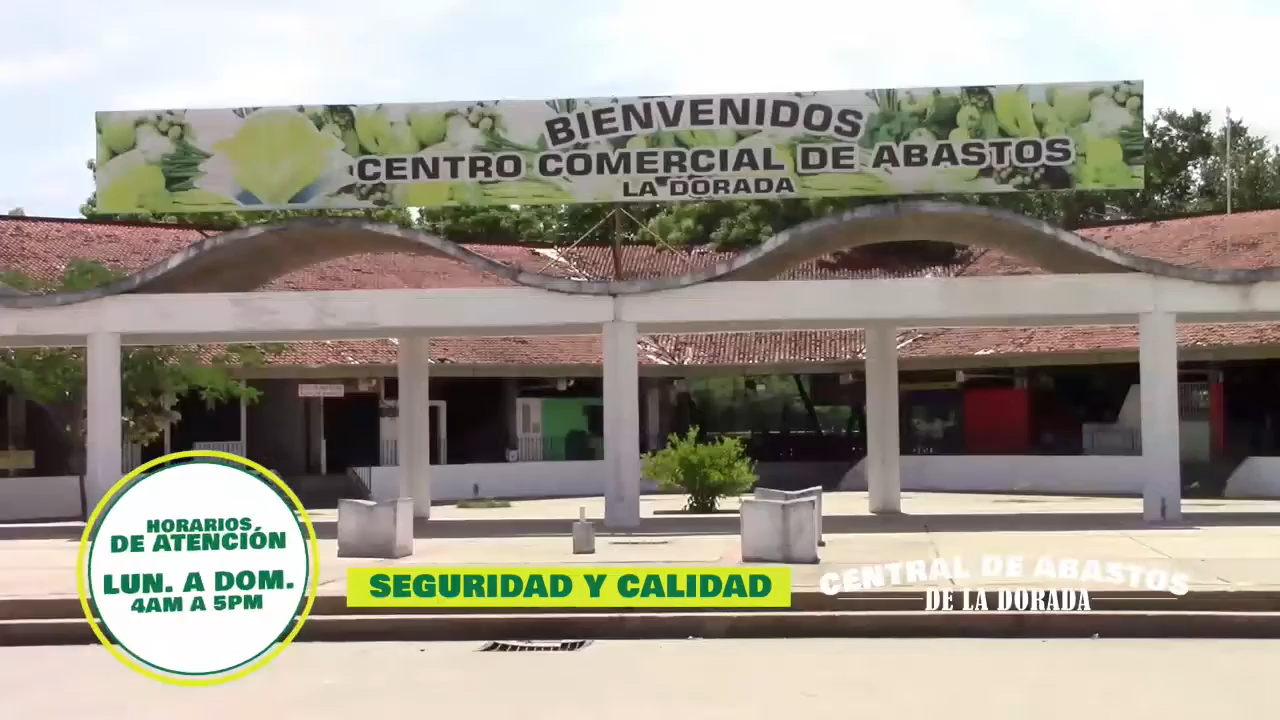 BIENVENIDOS
CENTRO COMERCIAL DE ABASTOS
LA DORADA
HORARIOS
DE ATENCIÓN
LUN. A DOM.
4AM A 5PM
SEGURIDAD Y CALIDAD
CENTRAL DE ABASTOS
DE LA DORADA